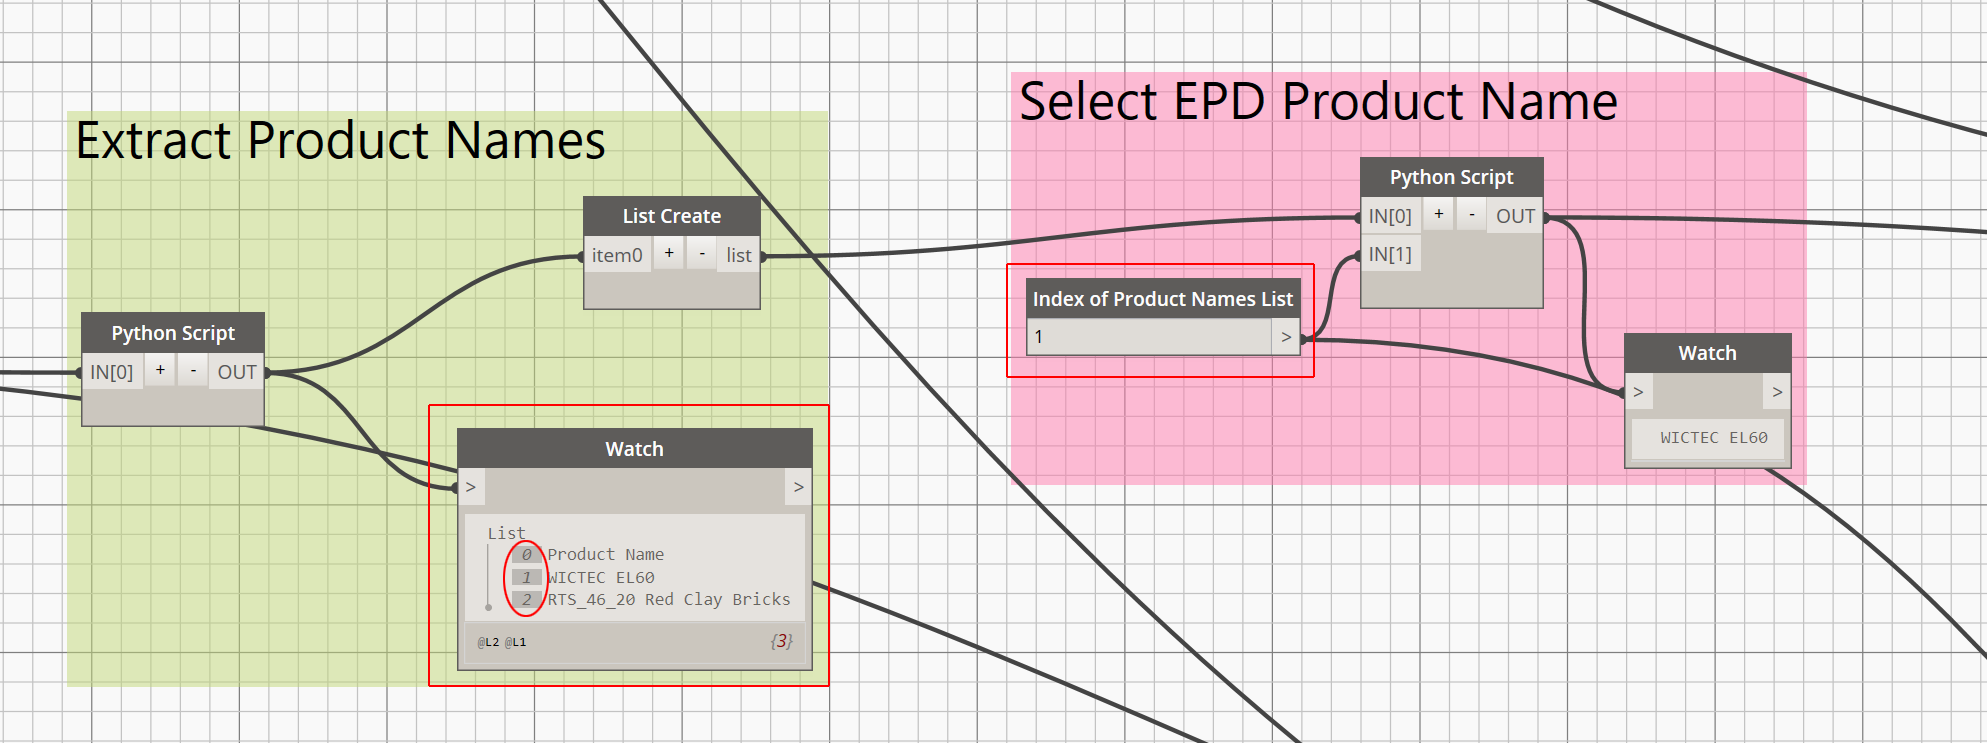 Extract Product Names
List Create
item0 + - list
Python Script
IN[0] + - OUT
Watch
> >
List
0 Product Name
1 WICTEC EL60
2 RTS_46_20 Red Clay Bricks
@L2 @L1 {3}
Select EPD Product Name
Python Script
IN[0] + - OUT
IN[1]
Index of Product Names List
1 >
Watch
> >
WICTEC EL60